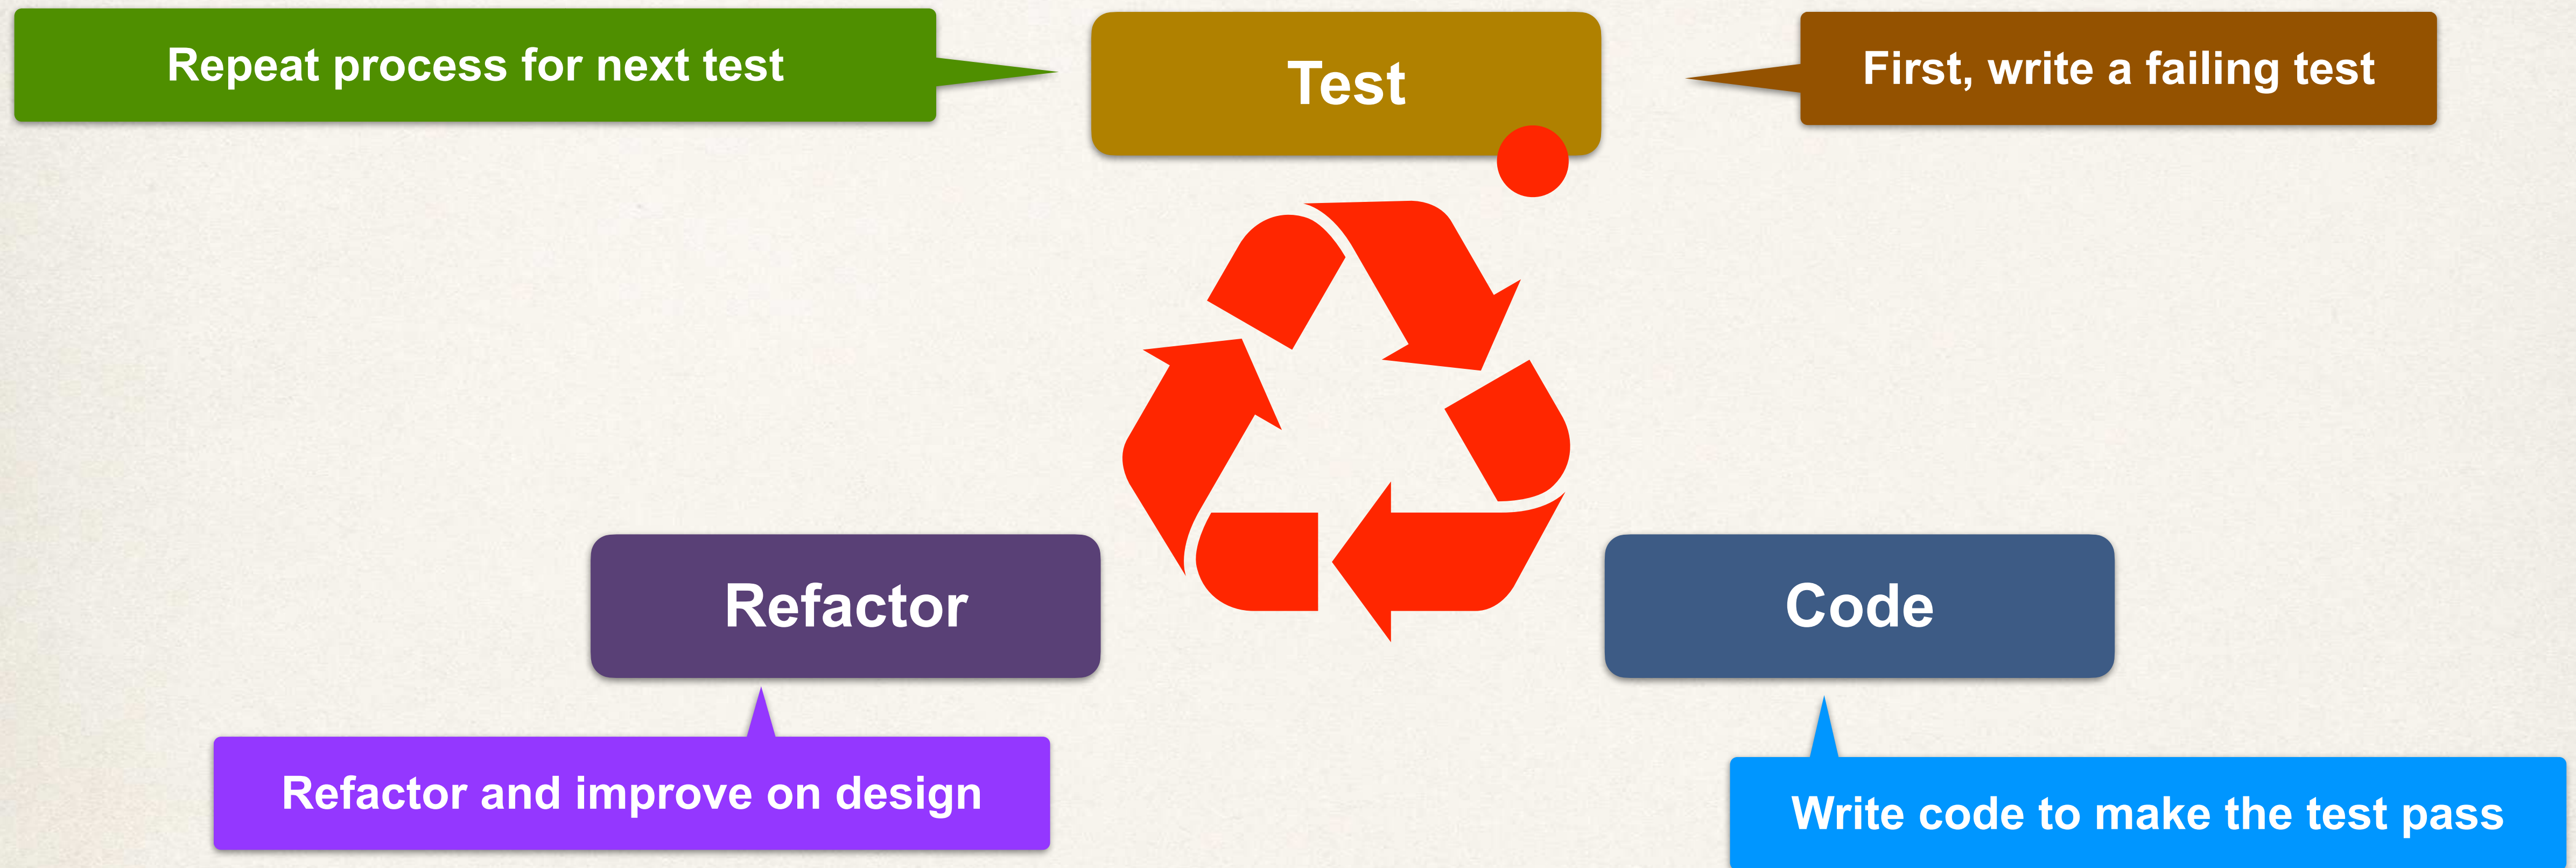 Repeat process for next test
Test
First, write a failing test
Refactor
Code
Refactor and improve on design
Write code to make the test pass